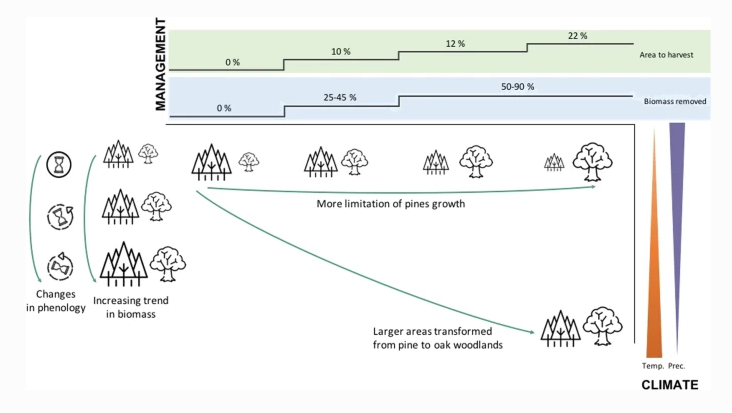 MANAGEMENT
0 %
10 %
12 %
22 %
Area to harvest
0 %
25-45 %
50-90 %
Biomass removed
More limitation of pines growth
Changes
in phenology
Increasing trend
in biomass
Larger areas transformed
from pine to oak woodlands
Temp. Prec.
CLIMATE